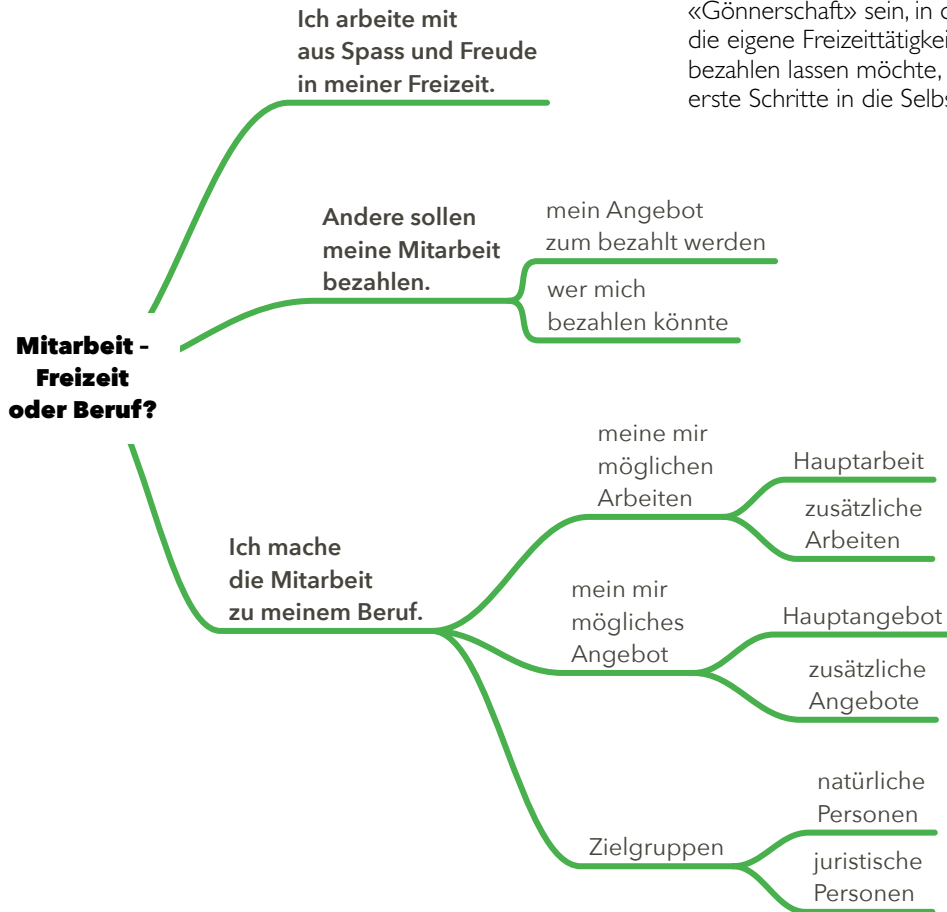 «Gönnerschaft» sein, in
die eigene Freizeittätigkei
bezahlen lassen möchte,
erste Schritte in die Selbs
Ich arbeite mit
aus Spass und Freude
in meiner Freizeit.
Andere sollen
meine Mitarbeit
bezahlen.
mein Angebot
zum bezahlt werden
wer mich
bezahlen könnte
Mitarbeit –
Freizeit
oder Beruf?
Ich mache
die Mitarbeit
zu meinem Beruf.
meine mir
möglichen
Arbeiten
Hauptarbeit
zusätzliche
Arbeiten
mein mir
mögliches
Angebot
Hauptangebot
zusätzliche
Angebote
Zielgruppen
natürliche
Personen
juristische
Personen